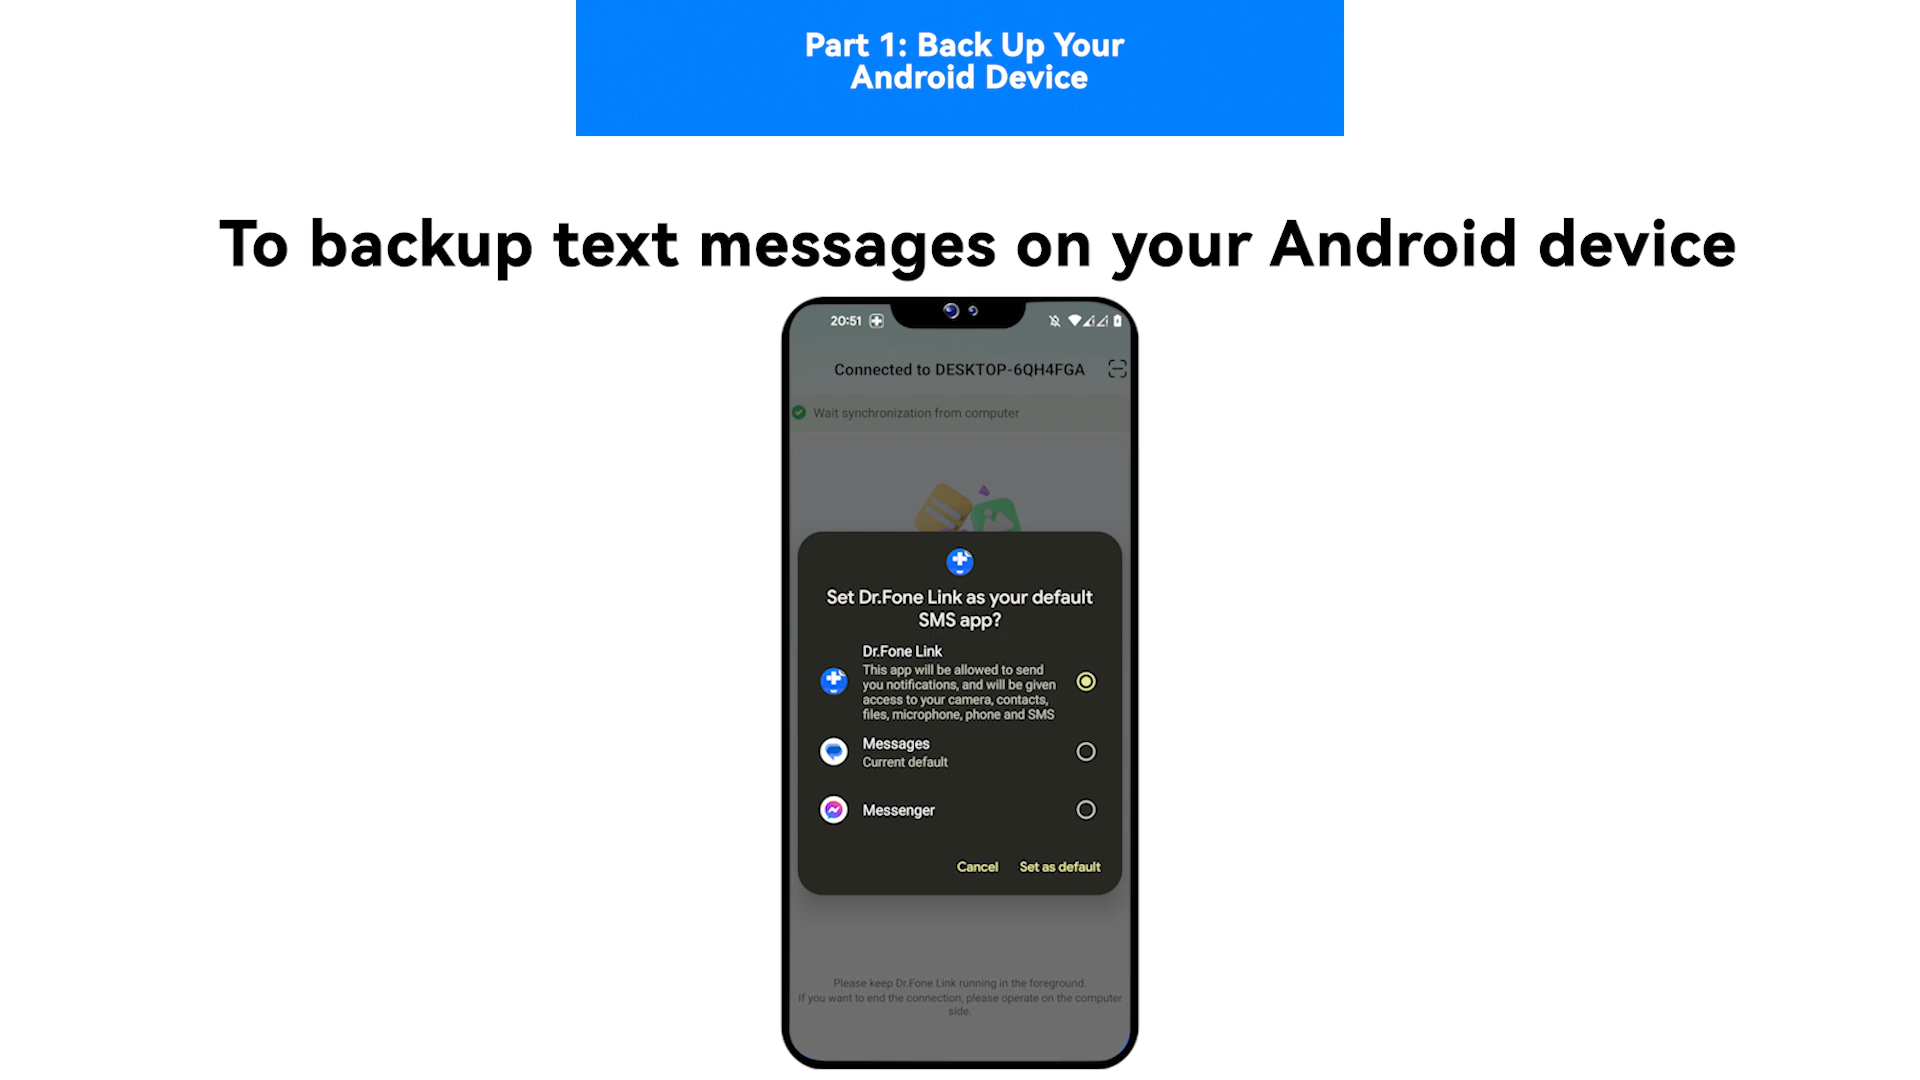 Part 1: Back Up Your
Android Device
To backup text messages on your Android device
20:51
Connected to DESKTOP-6QH4FGA
Wait synchronization from computer
Set Dr.Fone Link as your default
SMS app?
Dr.Fone Link
This app will be allowed to send
you notifications, and will be given
access to your camera, contacts,
files, microphone, phone and SMS
Messages
Current default
Messenger
Cancel Set as default
Please keep Dr.Fone Link running in the foreground.
If you want to end the connection, please operate on the computer
side.